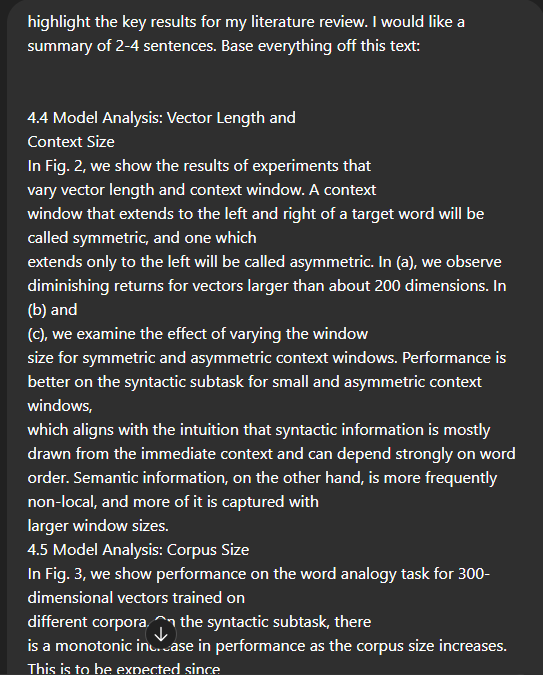 highlight the key results for my literature review. I would like a
summary of 2-4 sentences. Base everything off this text:
4.4 Model Analysis: Vector Length and
Context Size
In Fig. 2, we show the results of experiments that
vary vector length and context window. A context
window that extends to the left and right of a target word will be
called symmetric, and one which
extends only to the left will be called asymmetric. In (a), we observe
diminishing returns for vectors larger than about 200 dimensions. In
(b) and
(c), we examine the effect of varying the window
size for symmetric and asymmetric context windows. Performance is
better on the syntactic subtask for small and asymmetric context
windows,
which aligns with the intuition that syntactic information is mostly
drawn from the immediate context and can depend strongly on word
order. Semantic information, on the other hand, is more frequently
non-local, and more of it is captured with
larger window sizes.
4.5 Model Analysis: Corpus Size
In Fig. 3, we show performance on the word analogy task for 300-
dimensional vectors trained on
different corpora. the syntactic subtask, there
is a monotonic increase in performance as the corpus size increases.
This is to be expected since